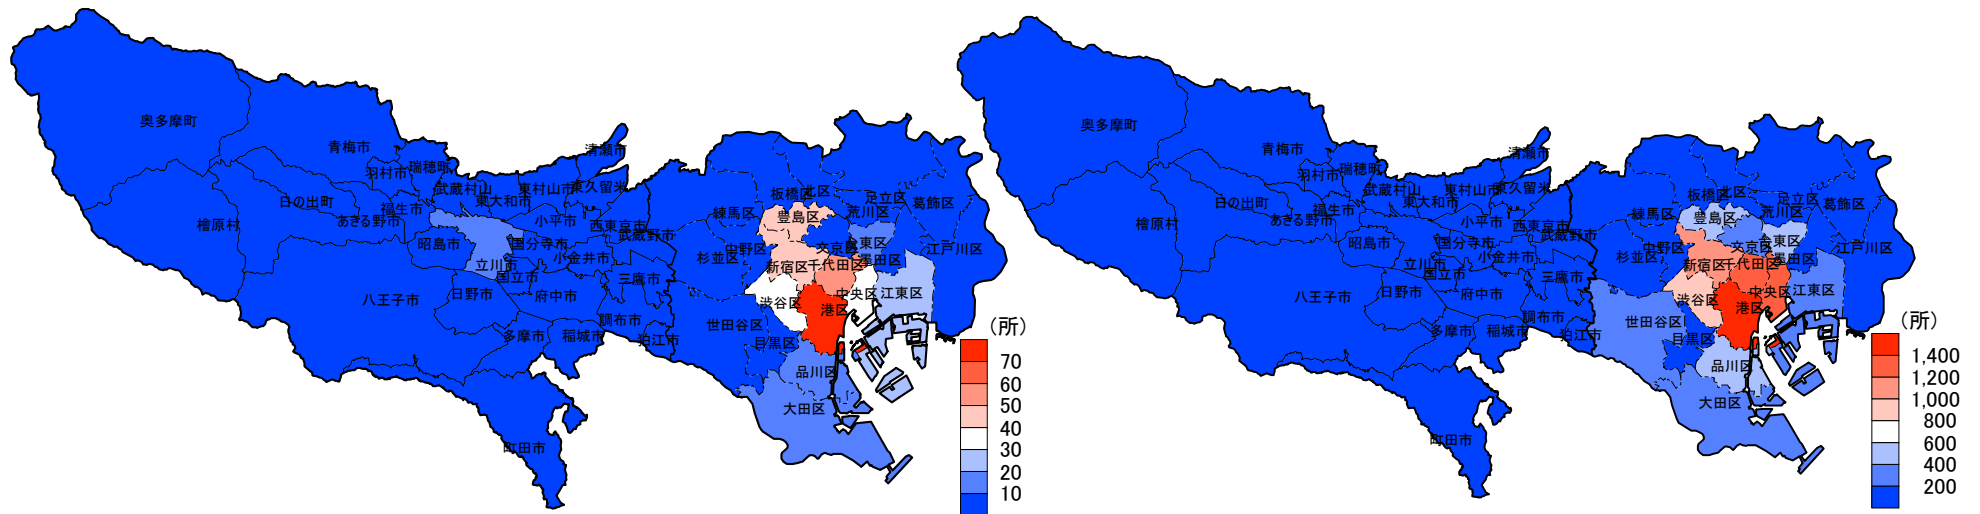 奥多摩町
青梅市
清瀬市
瑞穂町
羽村市
武蔵村山
東村山市
東久留米
日の出町
福生市
東大和市
あきる野市
小平市
西東京市
檜原村
昭島市
国分寺市
武蔵野市
立川市
小金井市
国立市
三鷹市
八王子市
日野市
府中市
調布市
多摩市
稲城市
狛江市
町田市
板橋区
北区
足立区
葛飾区
練馬区
豊島区
荒川区
中野区
文京区
台東区
江戸川区
杉並区
新宿区
千代田区
墨田区
渋谷区
中央区
江東区
港区
世田谷区
目黒区
品川区
大田区
（所）
70
60
50
40
30
20
10
奥多摩町
青梅市
清瀬市
瑞穂町
羽村市
武蔵村山
東村山市
東久留米
日の出町
福生市
東大和市
あきる野市
小平市
西東京市
檜原村
昭島市
国分寺市
武蔵野市
立川市
小金井市
国立市
三鷹市
八王子市
日野市
府中市
調布市
多摩市
稲城市
狛江市
町田市
板橋区
北区
足立区
葛飾区
練馬区
豊島区
荒川区
中野区
文京区
台東区
江戸川区
杉並区
新宿区
千代田区
墨田区
渋谷区
中央区
江東区
港区
世田谷区
目黒区
品川区
大田区
（所）
1,400
1,200
1,000
800
600
400
200